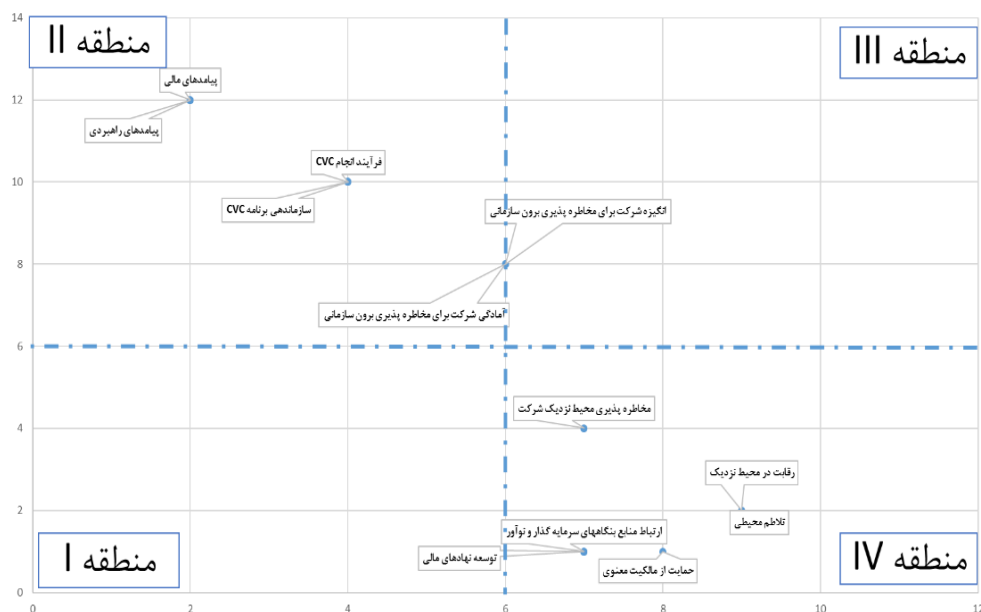 14
منطقه II
منطقه III
12
پیامدهای مالی
پیامدهای راهبردی
10
فرآیند انجام CVC
سازماندهی برنامه CVC
انگیزه شرکت برای مخاطره پذیری برون سازمانی
8
آمادگی شرکت برای مخاطره پذیری برون سازمانی
6
مخاطره پذیری محیط نزدیک شرکت
4
رقابت در محیط نزدیک
2
تلاطم محیطی
ارتباط منابع بنگاههای سرمایه گذار و نوآور
توسعه نهادهای مالی
حمایت از مالکیت معنوی
منطقه I
منطقه IV
0
0 2 4 6 8 10 12